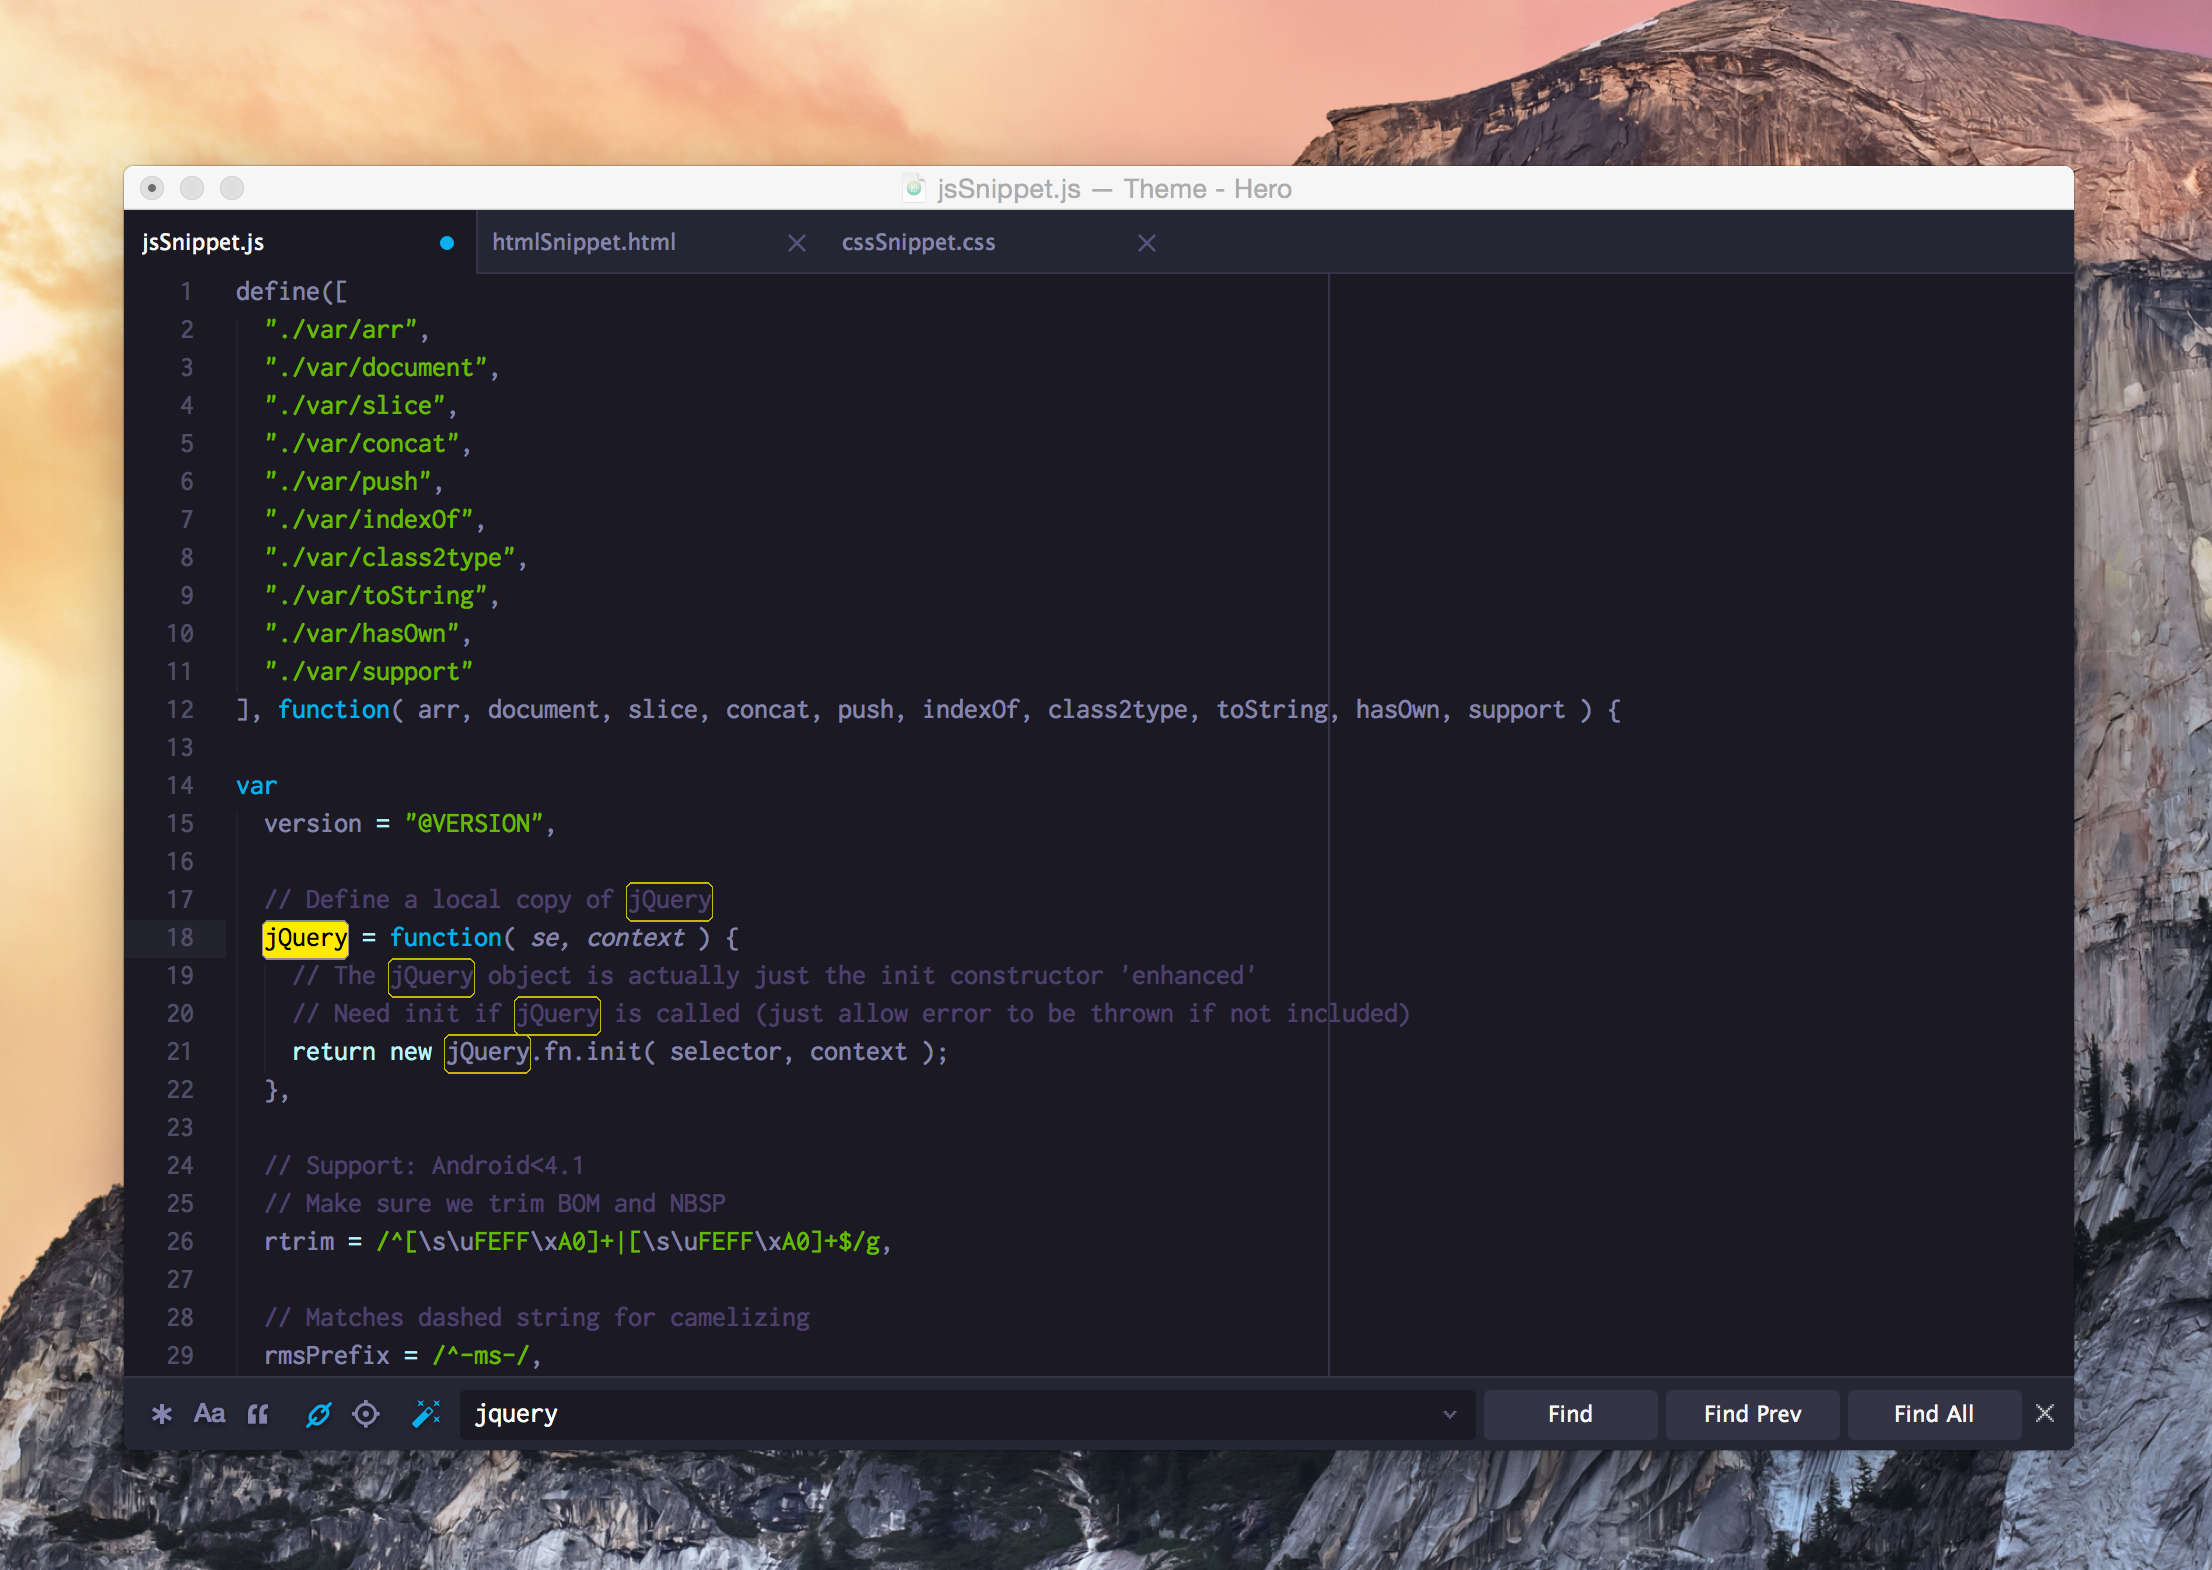 jsSnippet.js — Theme - Hero
jsSnippet.js htmlSnippet.html cssSnippet.css
1 define([
2 "./var/arr",
3 "./var/document",
4 "./var/slice",
5 "./var/concat",
6 "./var/push",
7 "./var/indexOf",
8 "./var/class2type",
9 "./var/toString",
10 "./var/hasOwn",
11 "./var/support"
12 ], function( arr, document, slice, concat, push, indexOf, class2type, toString, hasOwn, support ) {
13
14 var
15 version = "@VERSION",
16
17 // Define a local copy of jQuery
18 jQuery = function( se, context ) {
19 // The jQuery object is actually just the init constructor 'enhanced'
20 // Need init if jQuery is called (just allow error to be thrown if not included)
21 return new jQuery.fn.init( selector, context );
22 },
23
24 // Support: Android<4.1
25 // Make sure we trim BOM and NBSP
26 rtrim = /^[\s\uFEFF\xA0]+|[\s\uFEFF\xA0]+$/g,
27
28 // Matches dashed string for camelizing
29 rmsPrefix = /^-ms-/,
* Aa “ jquery Find Find Prev Find All